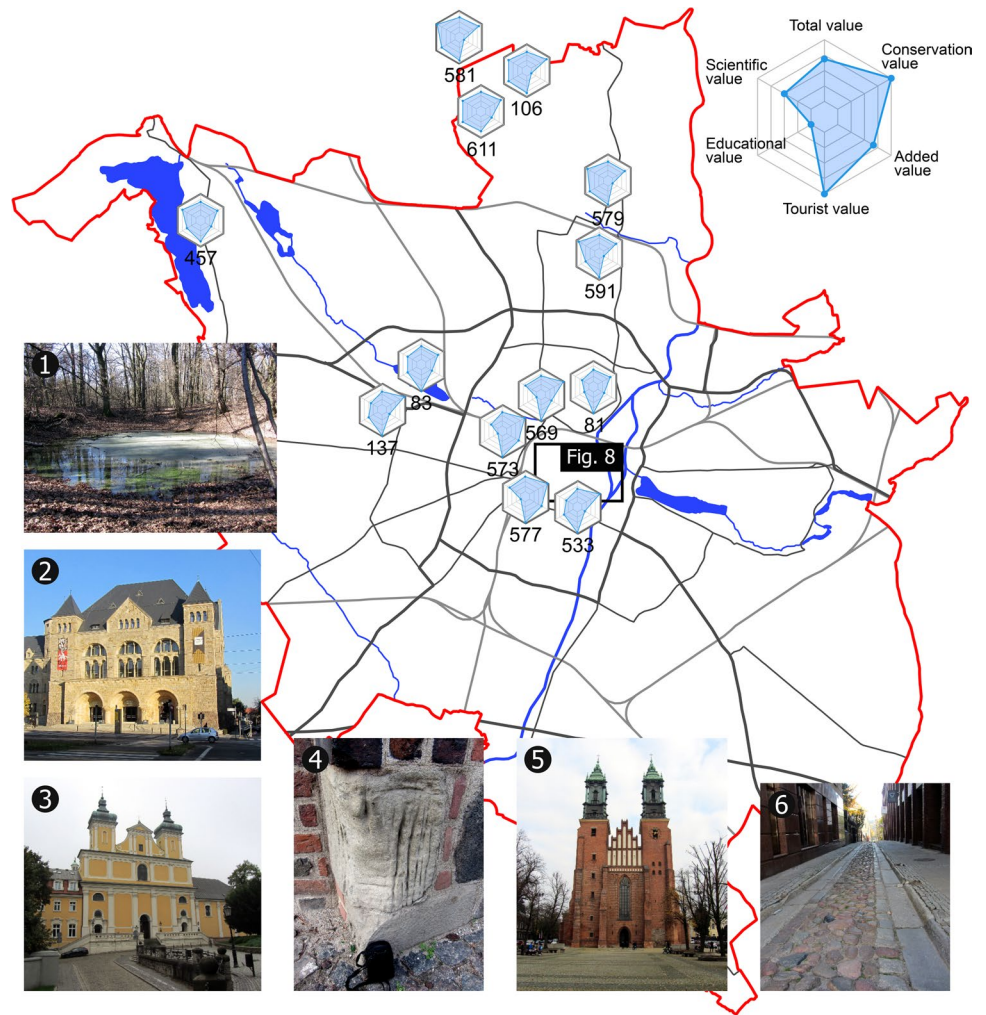 Total value
Scientific
value
Conservation
value
Educational
value
Added
value
Tourist value
581
106
611
579
457
591
83
137
569
81
573
Fig. 8
577
533
1
2
3
4
5
6